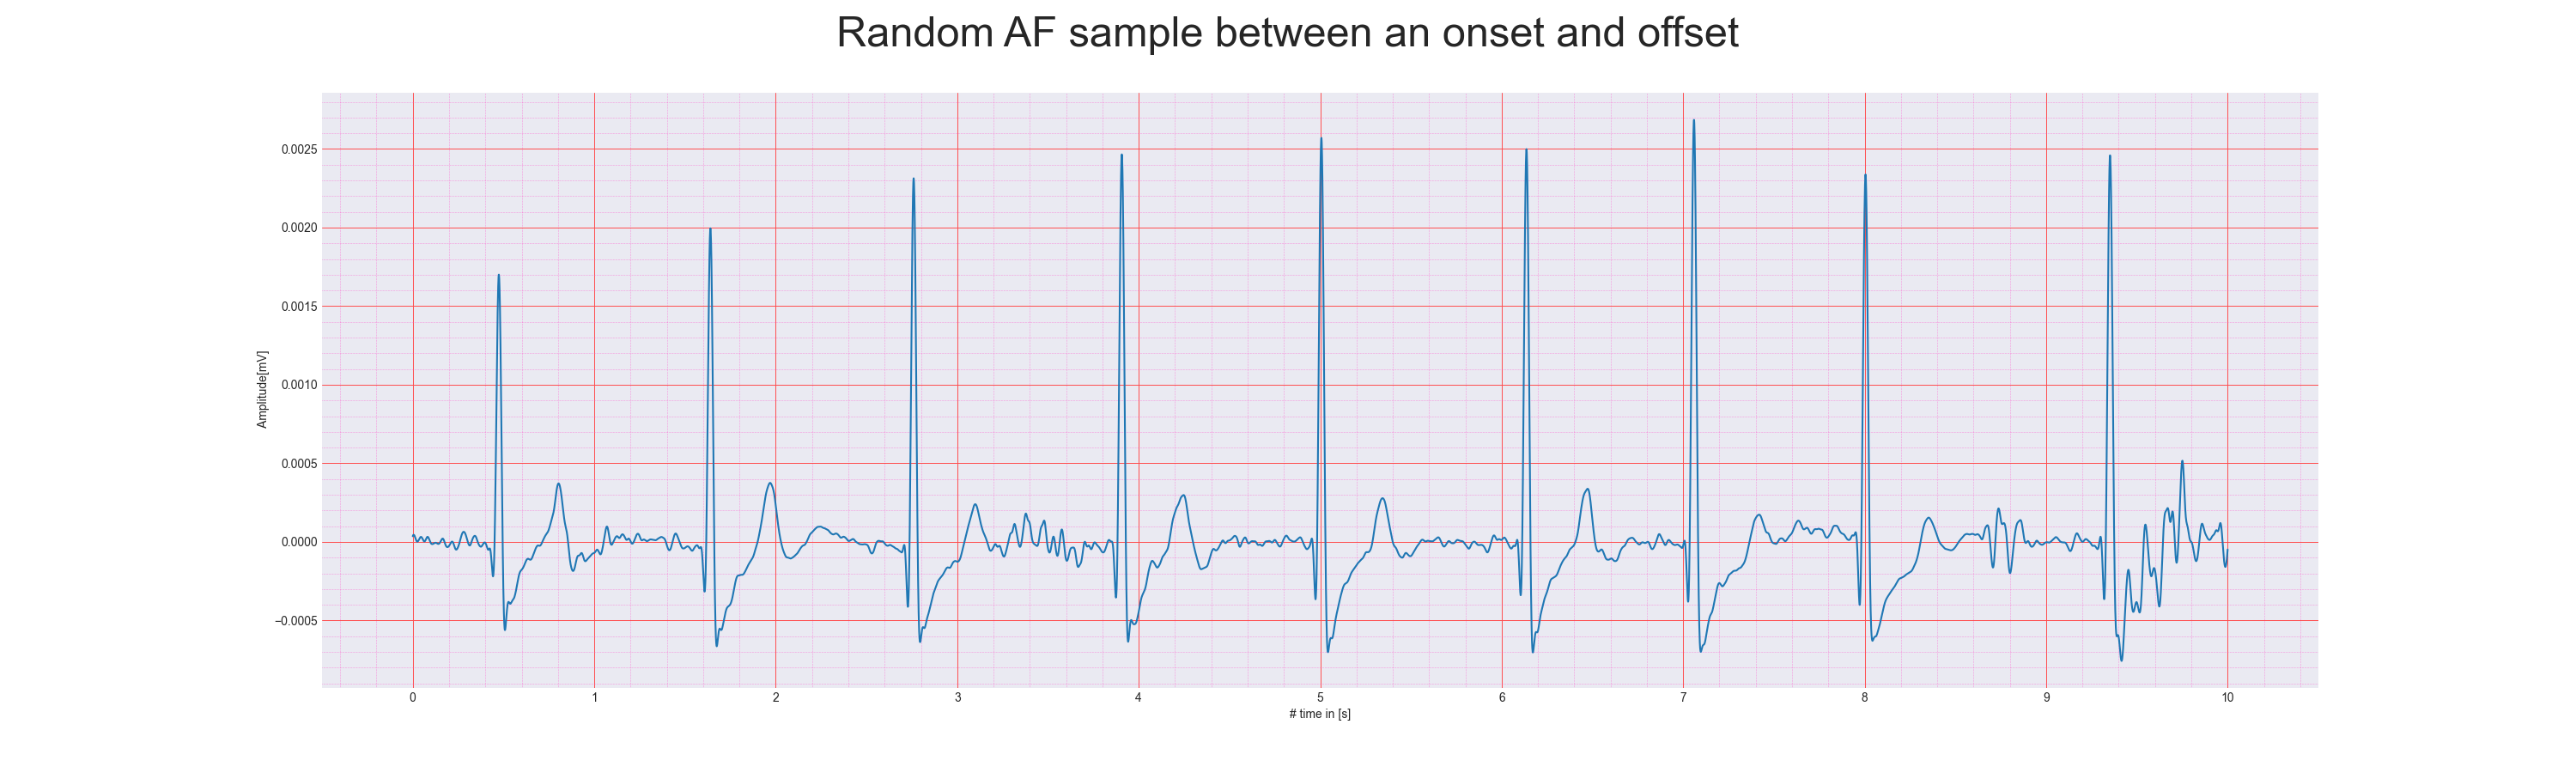 Random AF sample between an onset and offset
0.0025
0.0020
0.0015
0.0010
0.0005
0.0000
−0.0005
Amplitude[mV]
0 1 2 3 4 5 6 7 8 9 10
# time in [s]